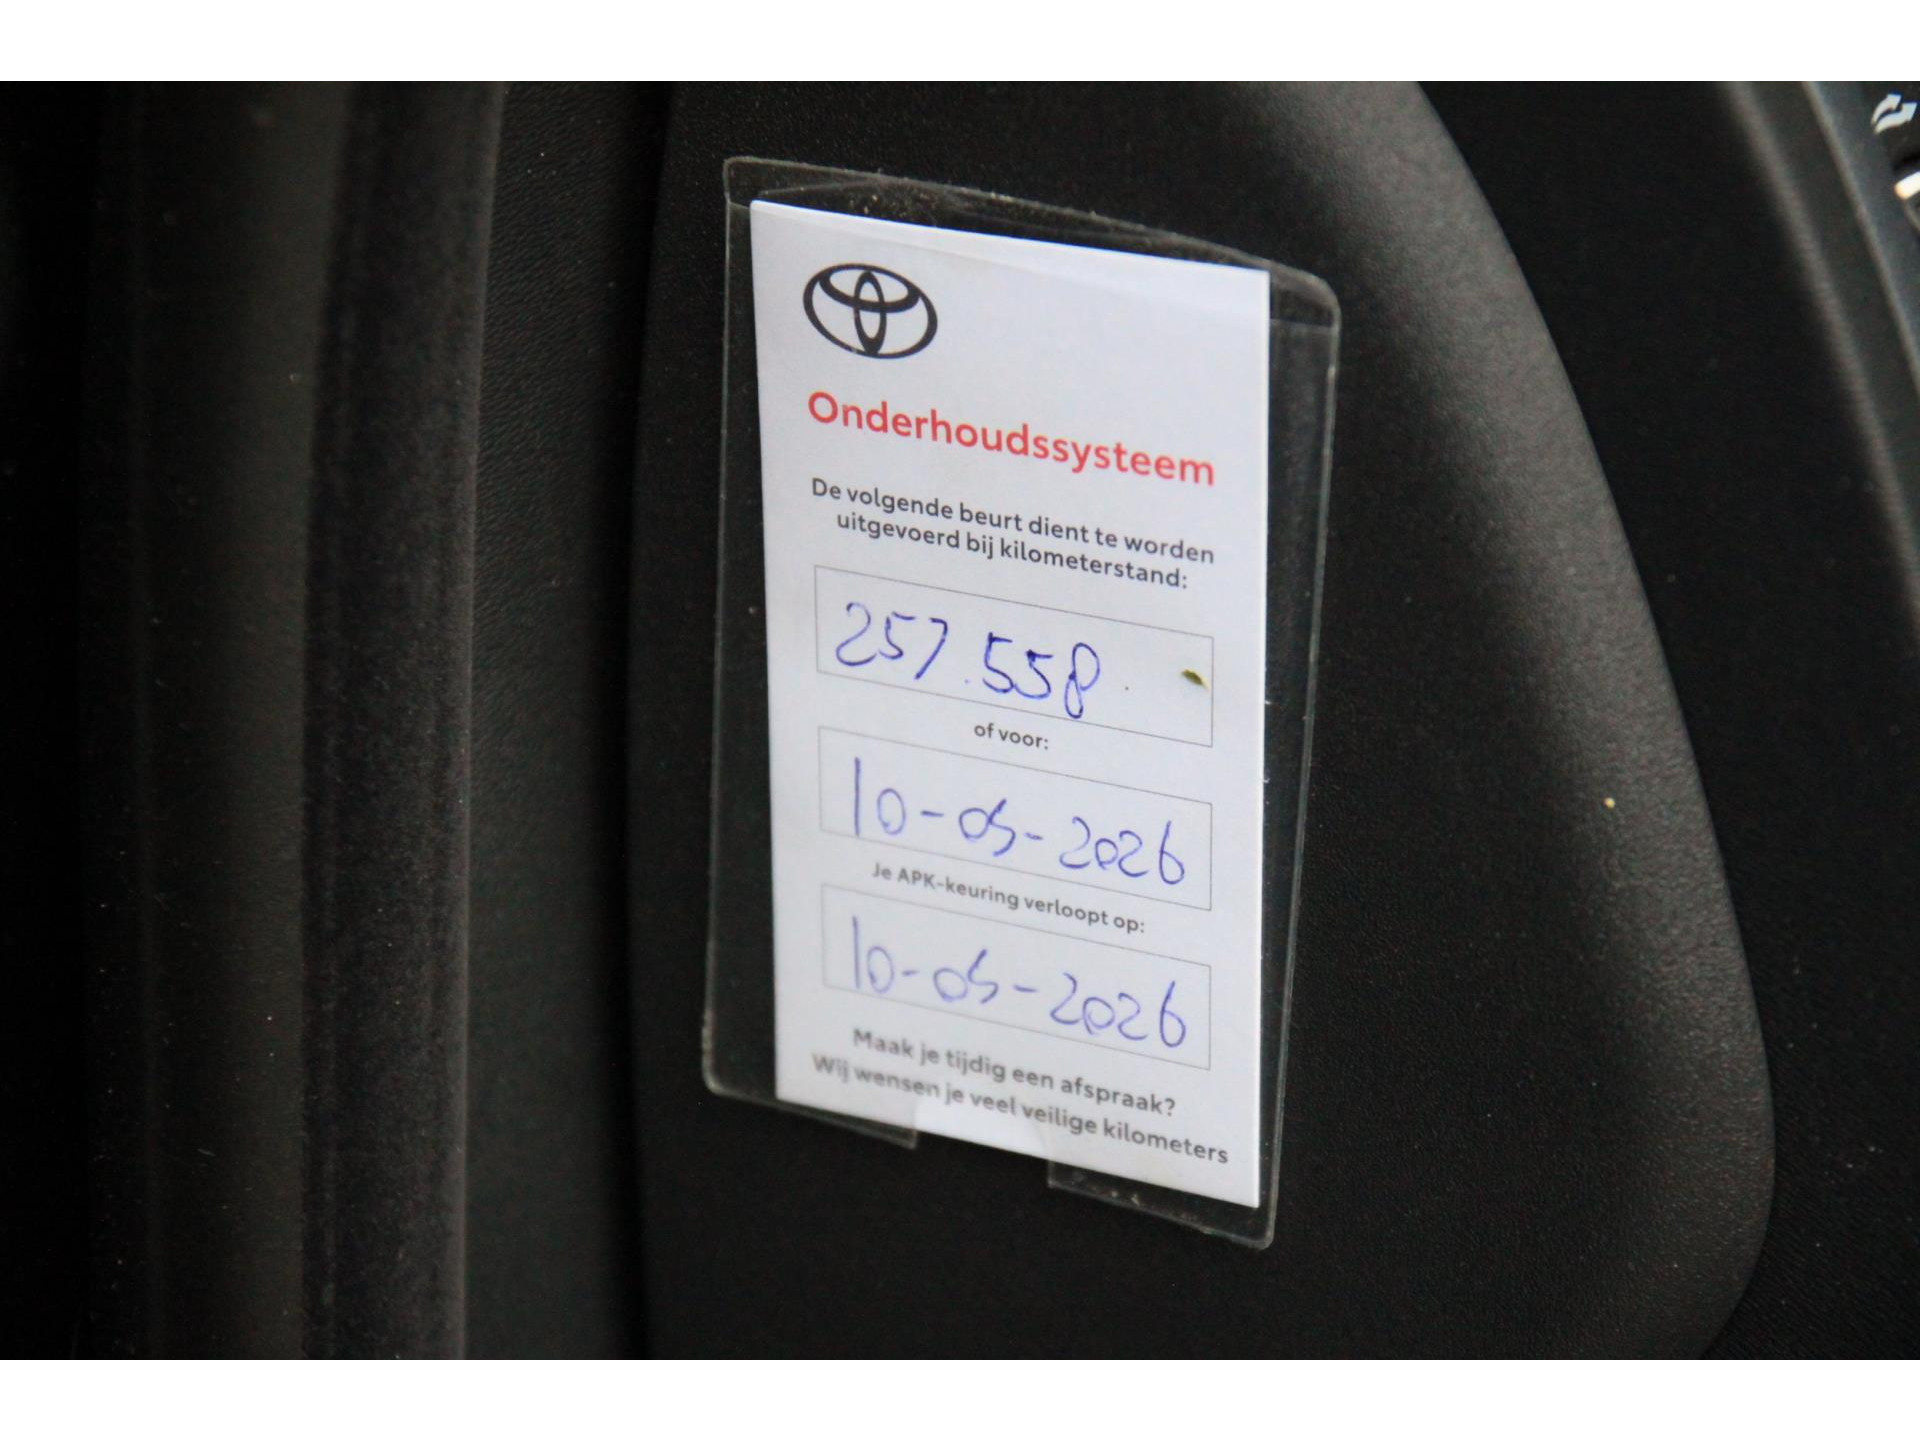 Onderhoudssysteem
De volgende beurt dient te worden
uitgevoerd bij kilometerstand:
257.558
of voor:
10-05-2026
Je APK-keuring verloopt op:
10-05-2026
Maak je tijdig een afspraak?
Wij wensen je veel veilige kilometers